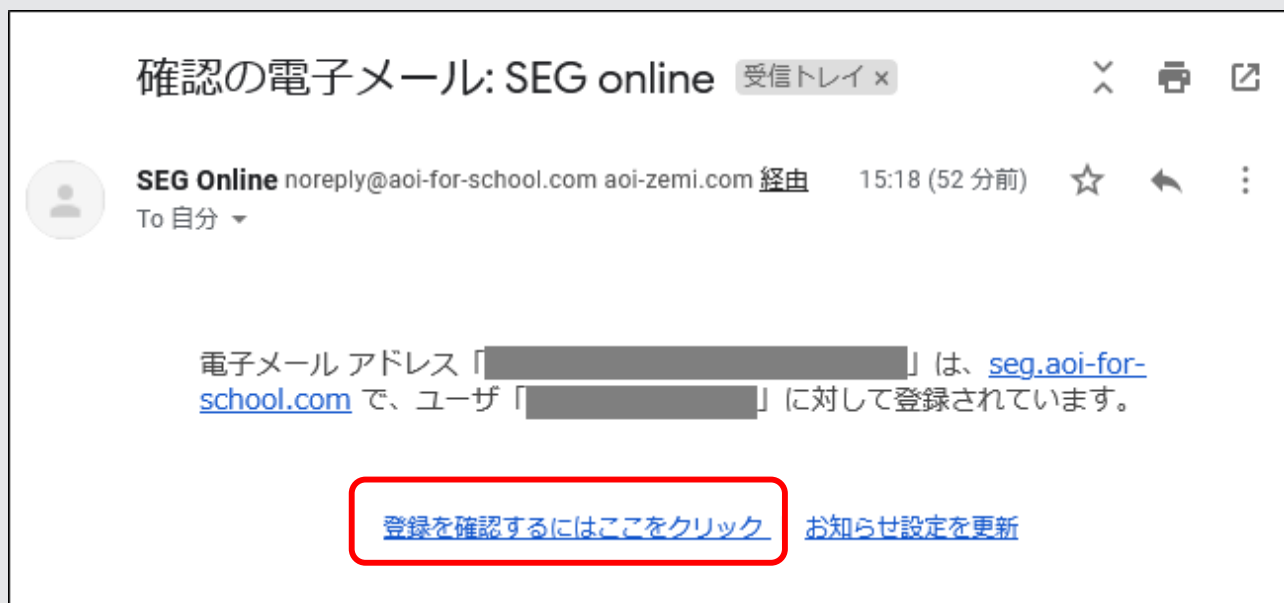 確認の電子メール: SEG online 受信トレイ ×
SEG Online noreply@aoi-for-school.com aoi-zemi.com 経由 15:18 (52 分前)
To 自分
電子メール アドレス「 」は、seg.aoi-for-
school.com で、ユーザ「 」に対して登録されています。
登録を確認するにはここをクリック お知らせ設定を更新